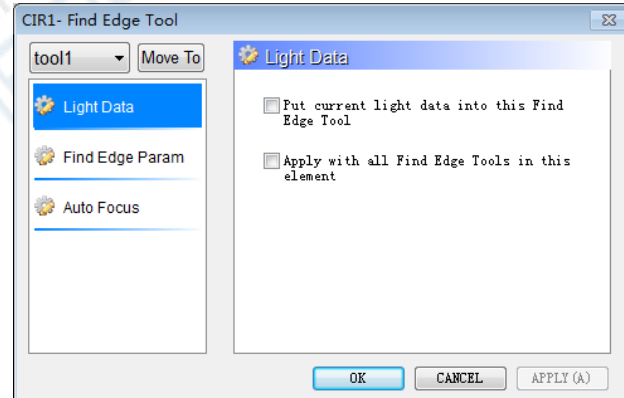 CIR1- Find Edge Tool
tool1
Move To
Light Data
Find Edge Param
Auto Focus
Light Data
Put current light data into this Find
Edge Tool
Apply with all Find Edge Tools in this
element
OK
CANCEL
APPLY(A)